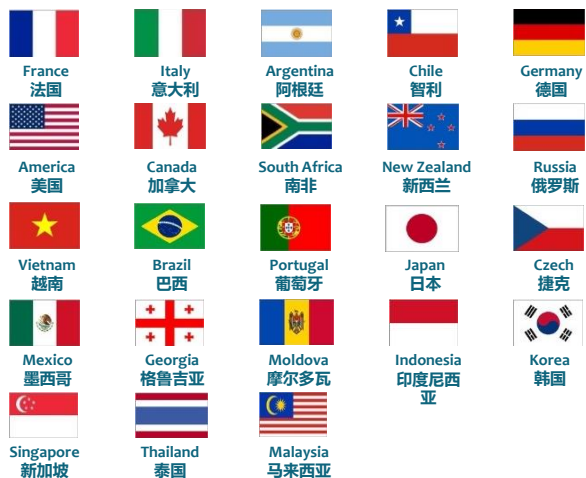 France
法国
Italy
意大利
Argentina
阿根廷
Chile
智利
Germany
德国
America
美国
Canada
加拿大
South Africa
南非
New Zealand
新西兰
Russia
俄罗斯
Vietnam
越南
Brazil
巴西
Portugal
葡萄牙
Japan
日本
Czech
捷克
Mexico
墨西哥
Georgia
格鲁吉亚
Moldova
摩尔多瓦
Indonesia
印度尼西
亚
Korea
韩国
Singapore
新加坡
Thailand
泰国
Malaysia
马来西亚